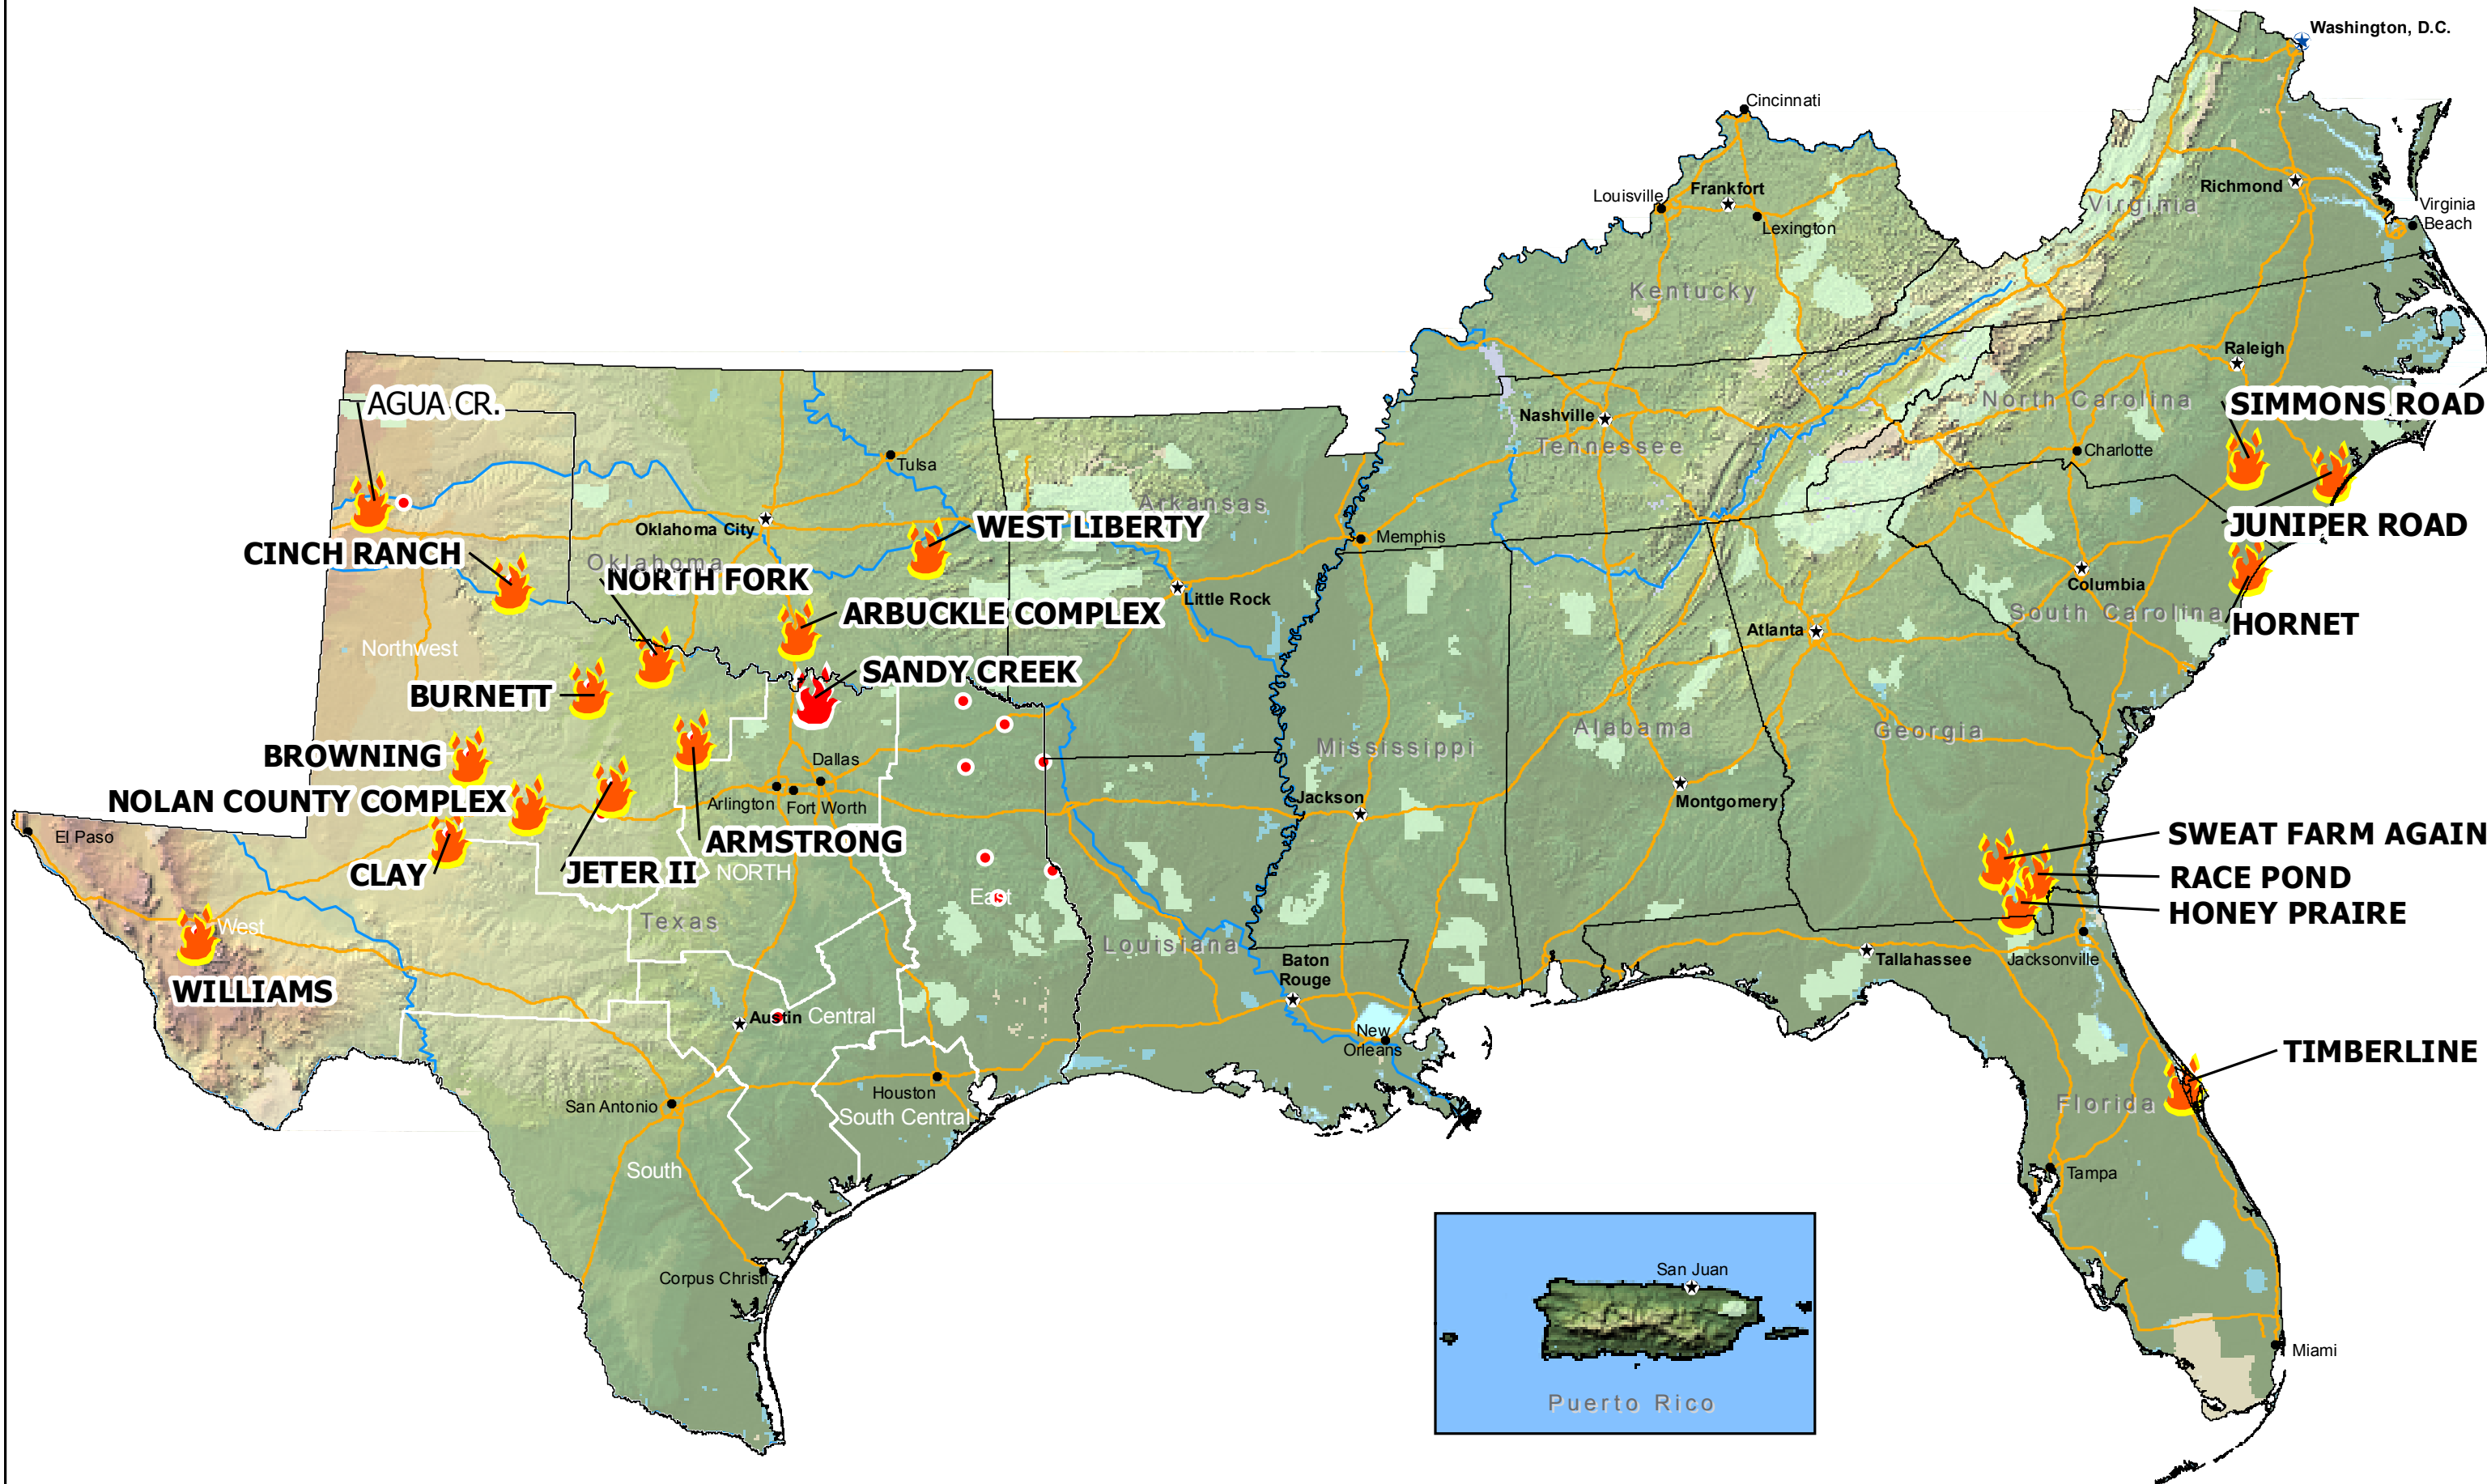 Washington, D.C.
Cincinnati
Louisville
Frankfort
Lexington
Richmond
Virginia
Virginia
Beach
Kentucky
Raleigh
AGUA CR.
North Carolina
SIMMONS ROAD
Nashville
Tennessee
Charlotte
Tulsa
Arkansas
Oklahoma City
WEST LIBERTY
JUNIPER ROAD
Memphis
CINCH RANCH
Oklahoma
NORTH FORK
Columbia
Little Rock
ARBUCKLE COMPLEX
South Carolina
HORNET
Atlanta
Northwest
SANDY CREEK
BURNETT
Alabama
Georgia
Mississippi
BROWNING
Dallas
NOLAN COUNTY COMPLEX
Arlington
Fort Worth
Jackson
Montgomery
El Paso
SWEAT FARM AGAIN
ARMSTRONG
CLAY
JETER II
NORTH
RACE POND
East
HONEY PRAIRE
West
Texas
Louisiana
Baton
Rouge
Tallahassee
Jacksonville
WILLIAMS
Austin
Central
New
Orleans
TIMBERLINE
Houston
San Antonio
South Central
Florida
South
Tampa
San Juan
Corpus Christi
Miami
Puerto Rico